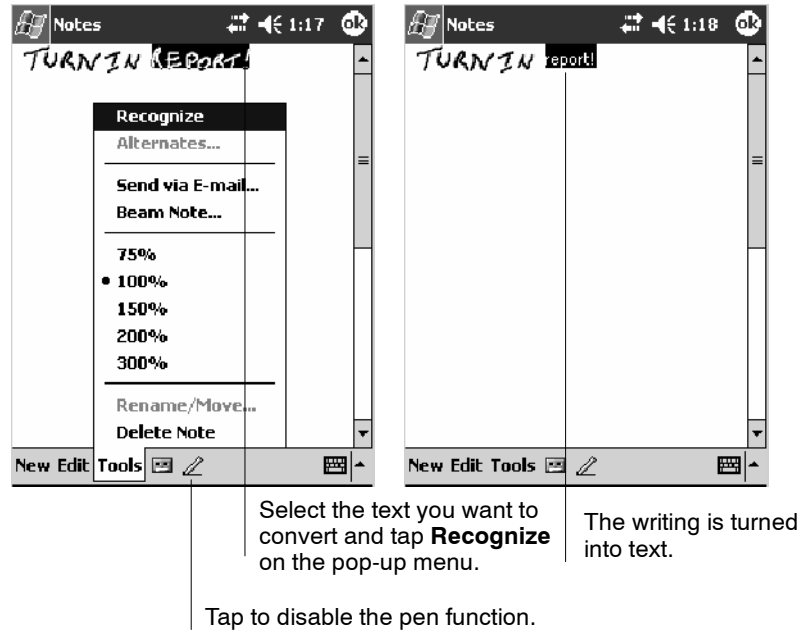 Notes 1:17 ok
TURN IN REPORT!
Recognize
Alternates...
Send via E-mail...
Beam Note...
75%
100%
150%
200%
300%
Rename/Move...
Delete Note
New Edit Tools
Notes 1:18 ok
TURN IN report!
New Edit Tools
Select the text you want to
convert and tap Recognize
on the pop-up menu.
The writing is turned
into text.
Tap to disable the pen function.